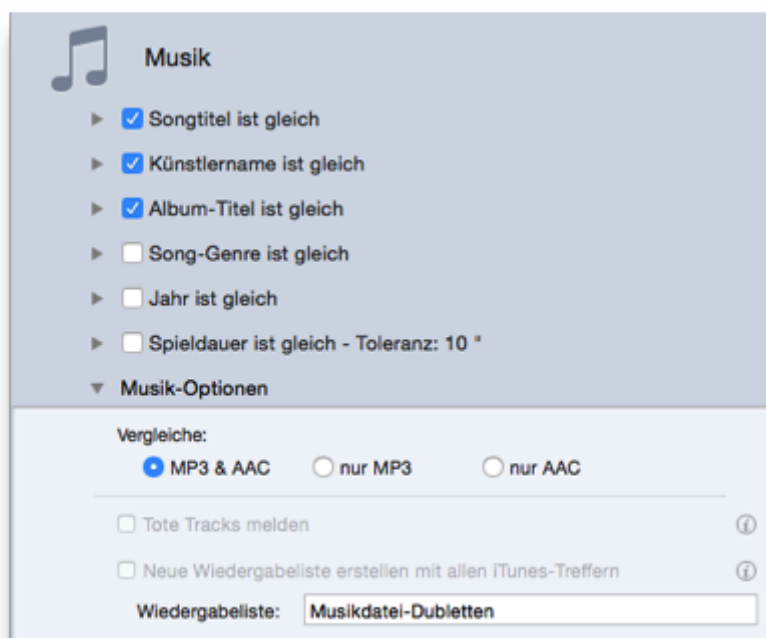 Musik
Songtitel ist gleich
Künstlername ist gleich
Album-Titel ist gleich
Song-Genre ist gleich
Jahr ist gleich
Spieldauer ist gleich - Toleranz: 10 "
Musik-Optionen
Vergleiche:
MP3 & AAC nur MP3 nur AAC
Tote Tracks melden
Neue Wiedergabeliste erstellen mit allen iTunes-Treffern
Wiedergabeliste: Musikdatei-Dubletten